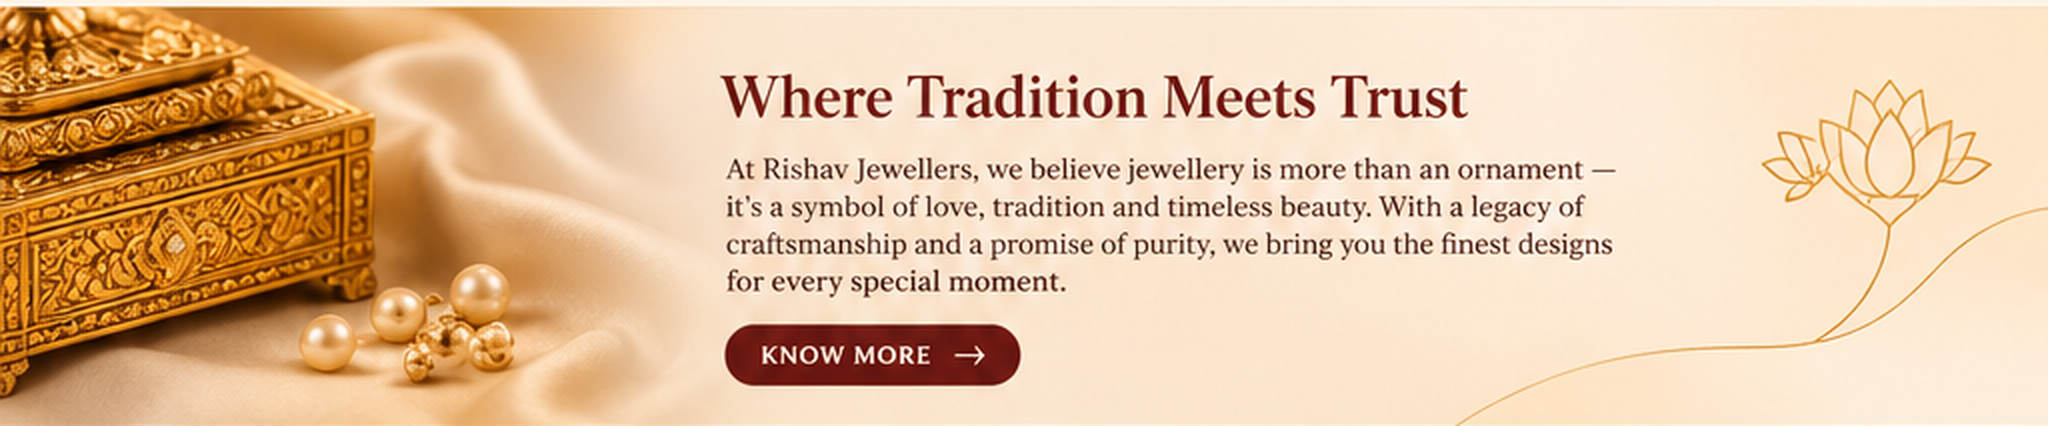 Where Tradition Meets Trust
At Rishav Jewellers, we believe jewellery is more than an ornament —
it's a symbol of love, tradition and timeless beauty. With a legacy of
craftsmanship and a promise of purity, we bring you the finest designs
for every special moment.
KNOW MORE →